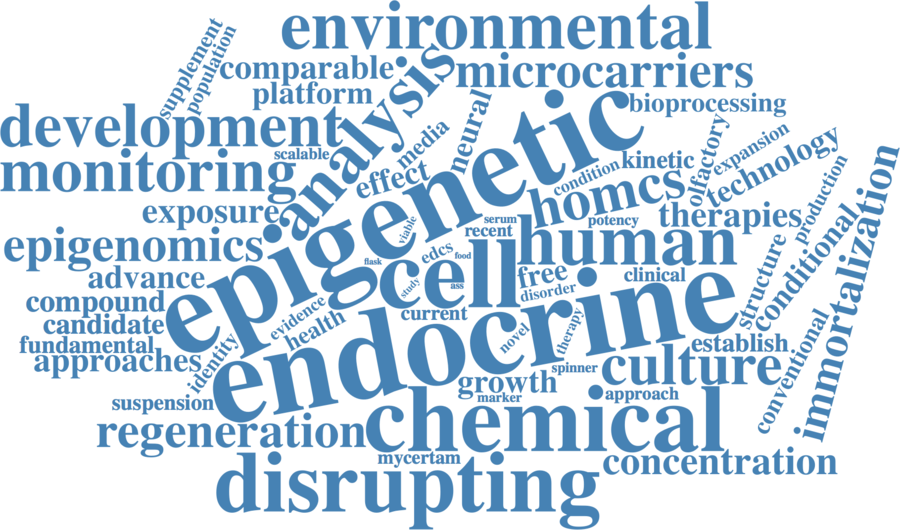 environmental
supplement
population
comparable
microcarriers
platform
analysis
bioprocessing
development
media
neural
epigenetic
olfactory
expansion
scalable
technology
monitoring
effect
condition
kinetic
homcs
production
exposure
viable
serum
potency
therapies
recent
immortalization
epigenomics
edcs
food
human
conditional
flask
cell
free
clinical
structure
advance
study
ass
disorder
compound
evidence
current
endocrine
candidate
health
novel
therapy
establish
fundamental
approaches
identity
spinner
culture
conventional
growth
suspension
marker
approach
regeneration
chemical
mycertam
concentration
disrupting